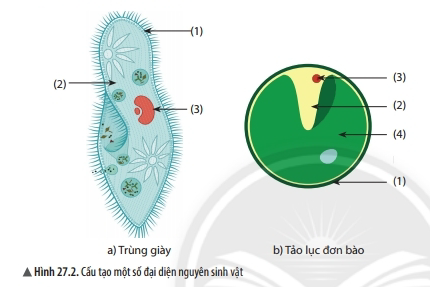 (1)
(2)
(3)
(3)
(2)
(4)
(1)
a) Trùng giày
b) Tảo lục đơn bào
▲ Hình 27.2. Cấu tạo một số đại diện nguyên sinh vật